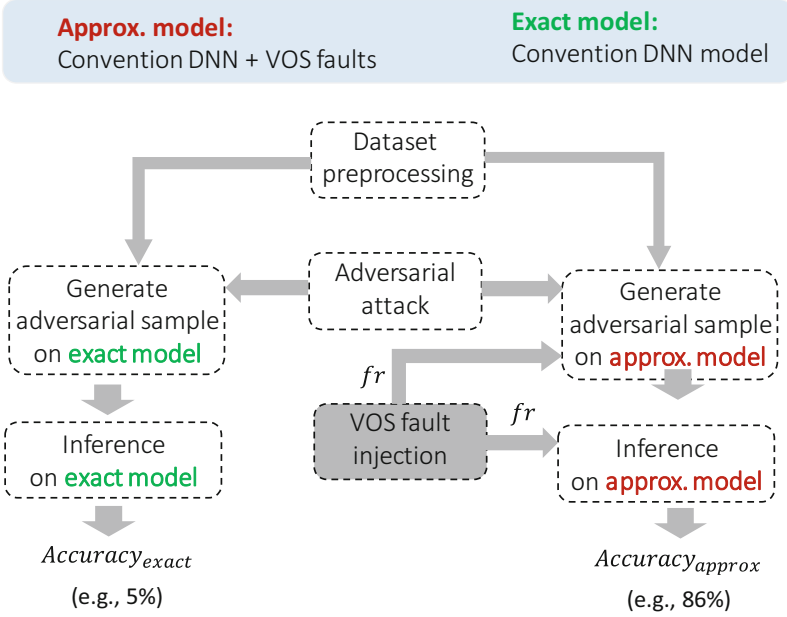 Approx. model:
Convention DNN + VOS faults
Exact model:
Convention DNN model
Dataset
preprocessing
Adversarial
attack
Generate
adversarial sample
on exact model
Generate
adversarial sample
on approx. model
fr
VOS fault
injection
fr
Inference
on exact model
Inference
on approx. model
Accuracy_exact
(e.g., 5%)
Accuracy_approx
(e.g., 86%)